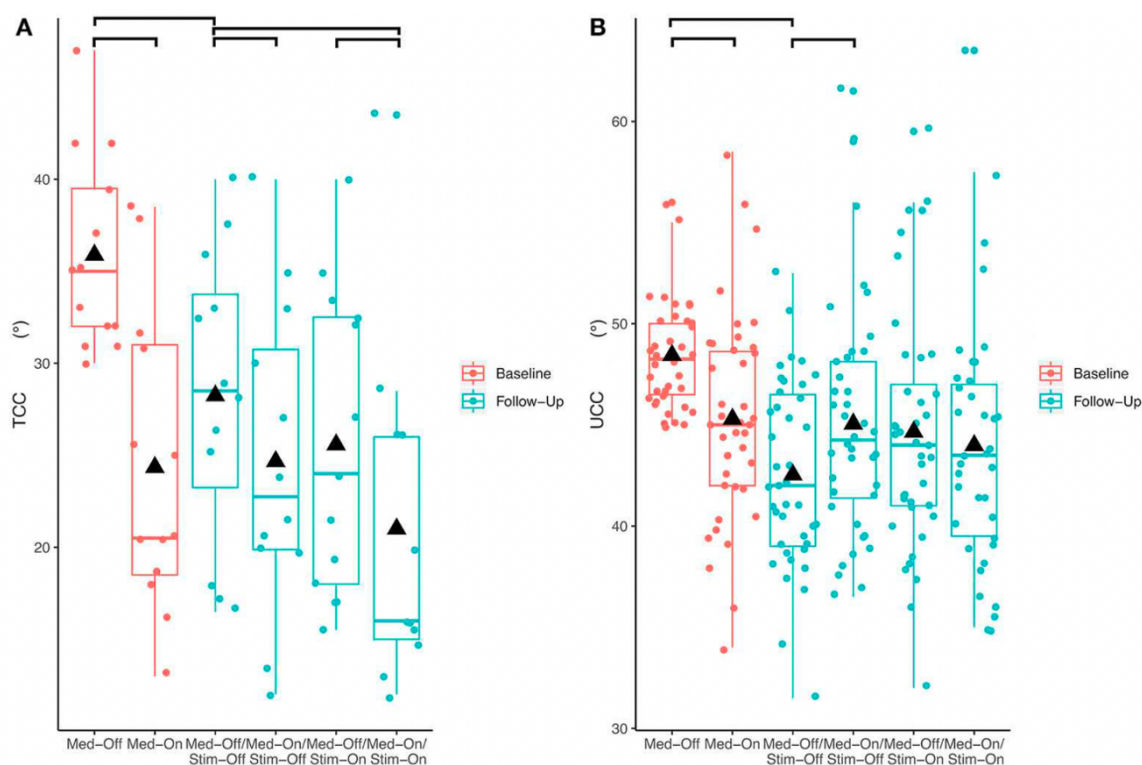 A
TCC (°)
40
30
20
Med–Off Med–On Med–Off/Med–On/Med–Off/Med–On/
Stim–Off Stim–Off Stim–On Stim–On
Baseline
Follow–Up
B
UCC (°)
60
50
40
30
Med–Off Med–On Med–Off/Med–On/Med–Off/Med–On/
Stim–Off Stim–Off Stim–On Stim–On
Baseline
Follow–Up